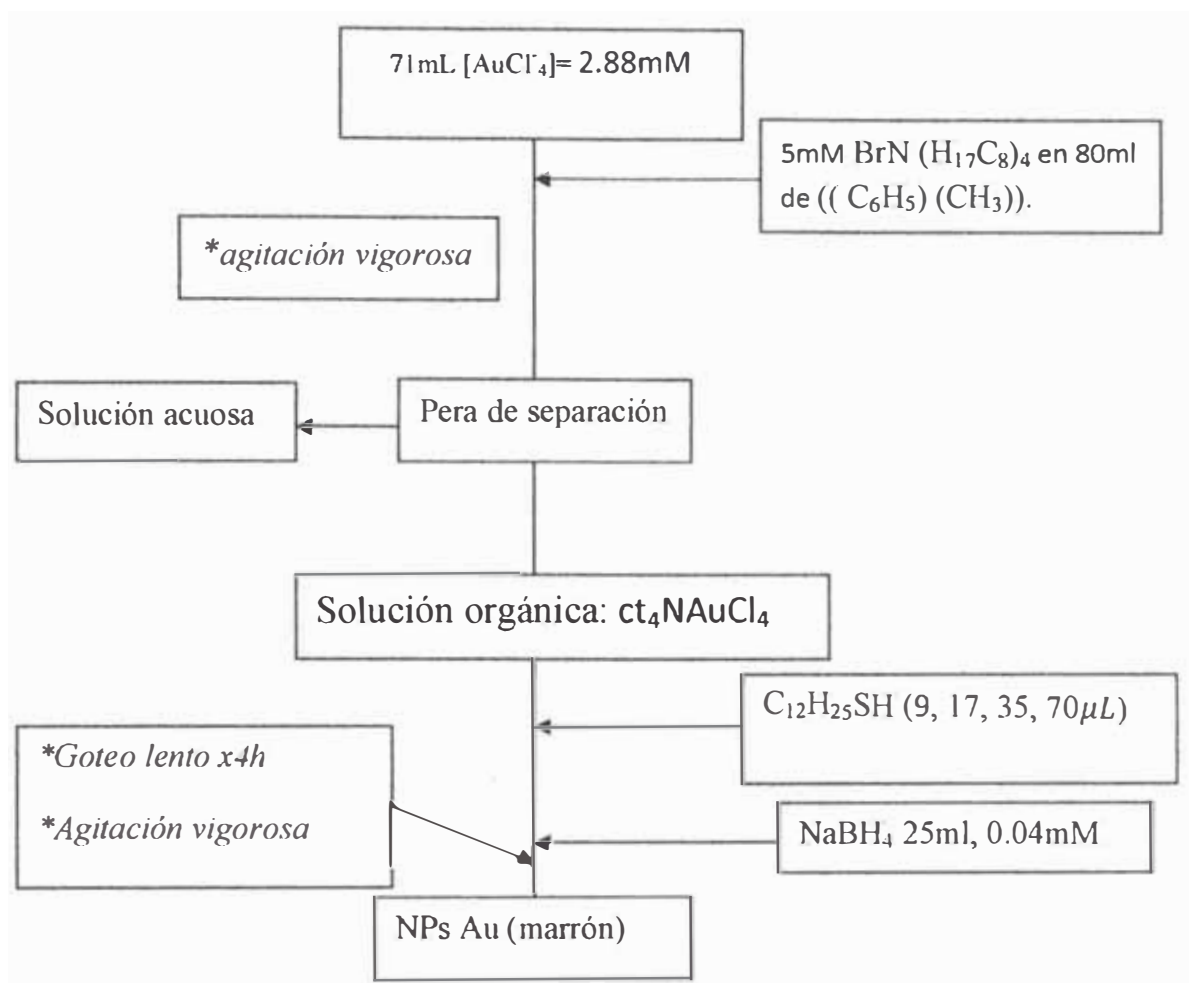 71mL [AuCl⁻₄]= 2.88mM
5mM BrN (H₁₇C₈)₄ en 80ml
de (( C₆H₅) (CH₃)).
*agitación vigorosa
Solución acuosa
Pera de separación
Solución orgánica: ct₄NAuCl₄
C₁₂H₂₅SH (9, 17, 35, 70μL)
*Goteo lento x4h
*Agitación vigorosa
NaBH₄ 25ml, 0.04mM
NPs Au (marrón)